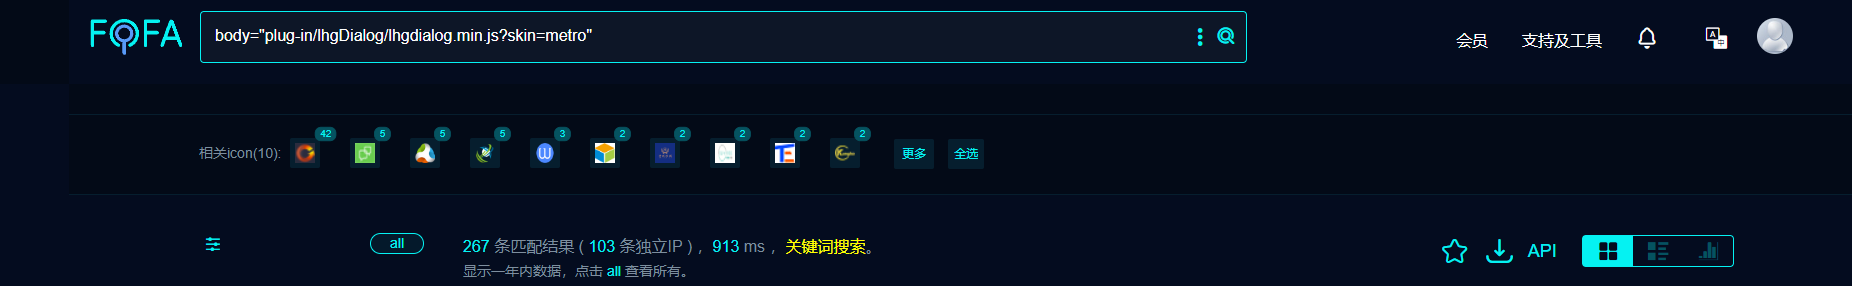 FOFA
body="plug-in/lhgDialog/lhgdialog.min.js?skin=metro"
会员
支持及工具
相关icon(10):
42
5
5
5
3
2
2
2
2
2
更多
全选
all
267 条匹配结果 ( 103 条独立IP ) ，913 ms ，关键词搜索。
显示一年内数据，点击 all 查看所有。
API